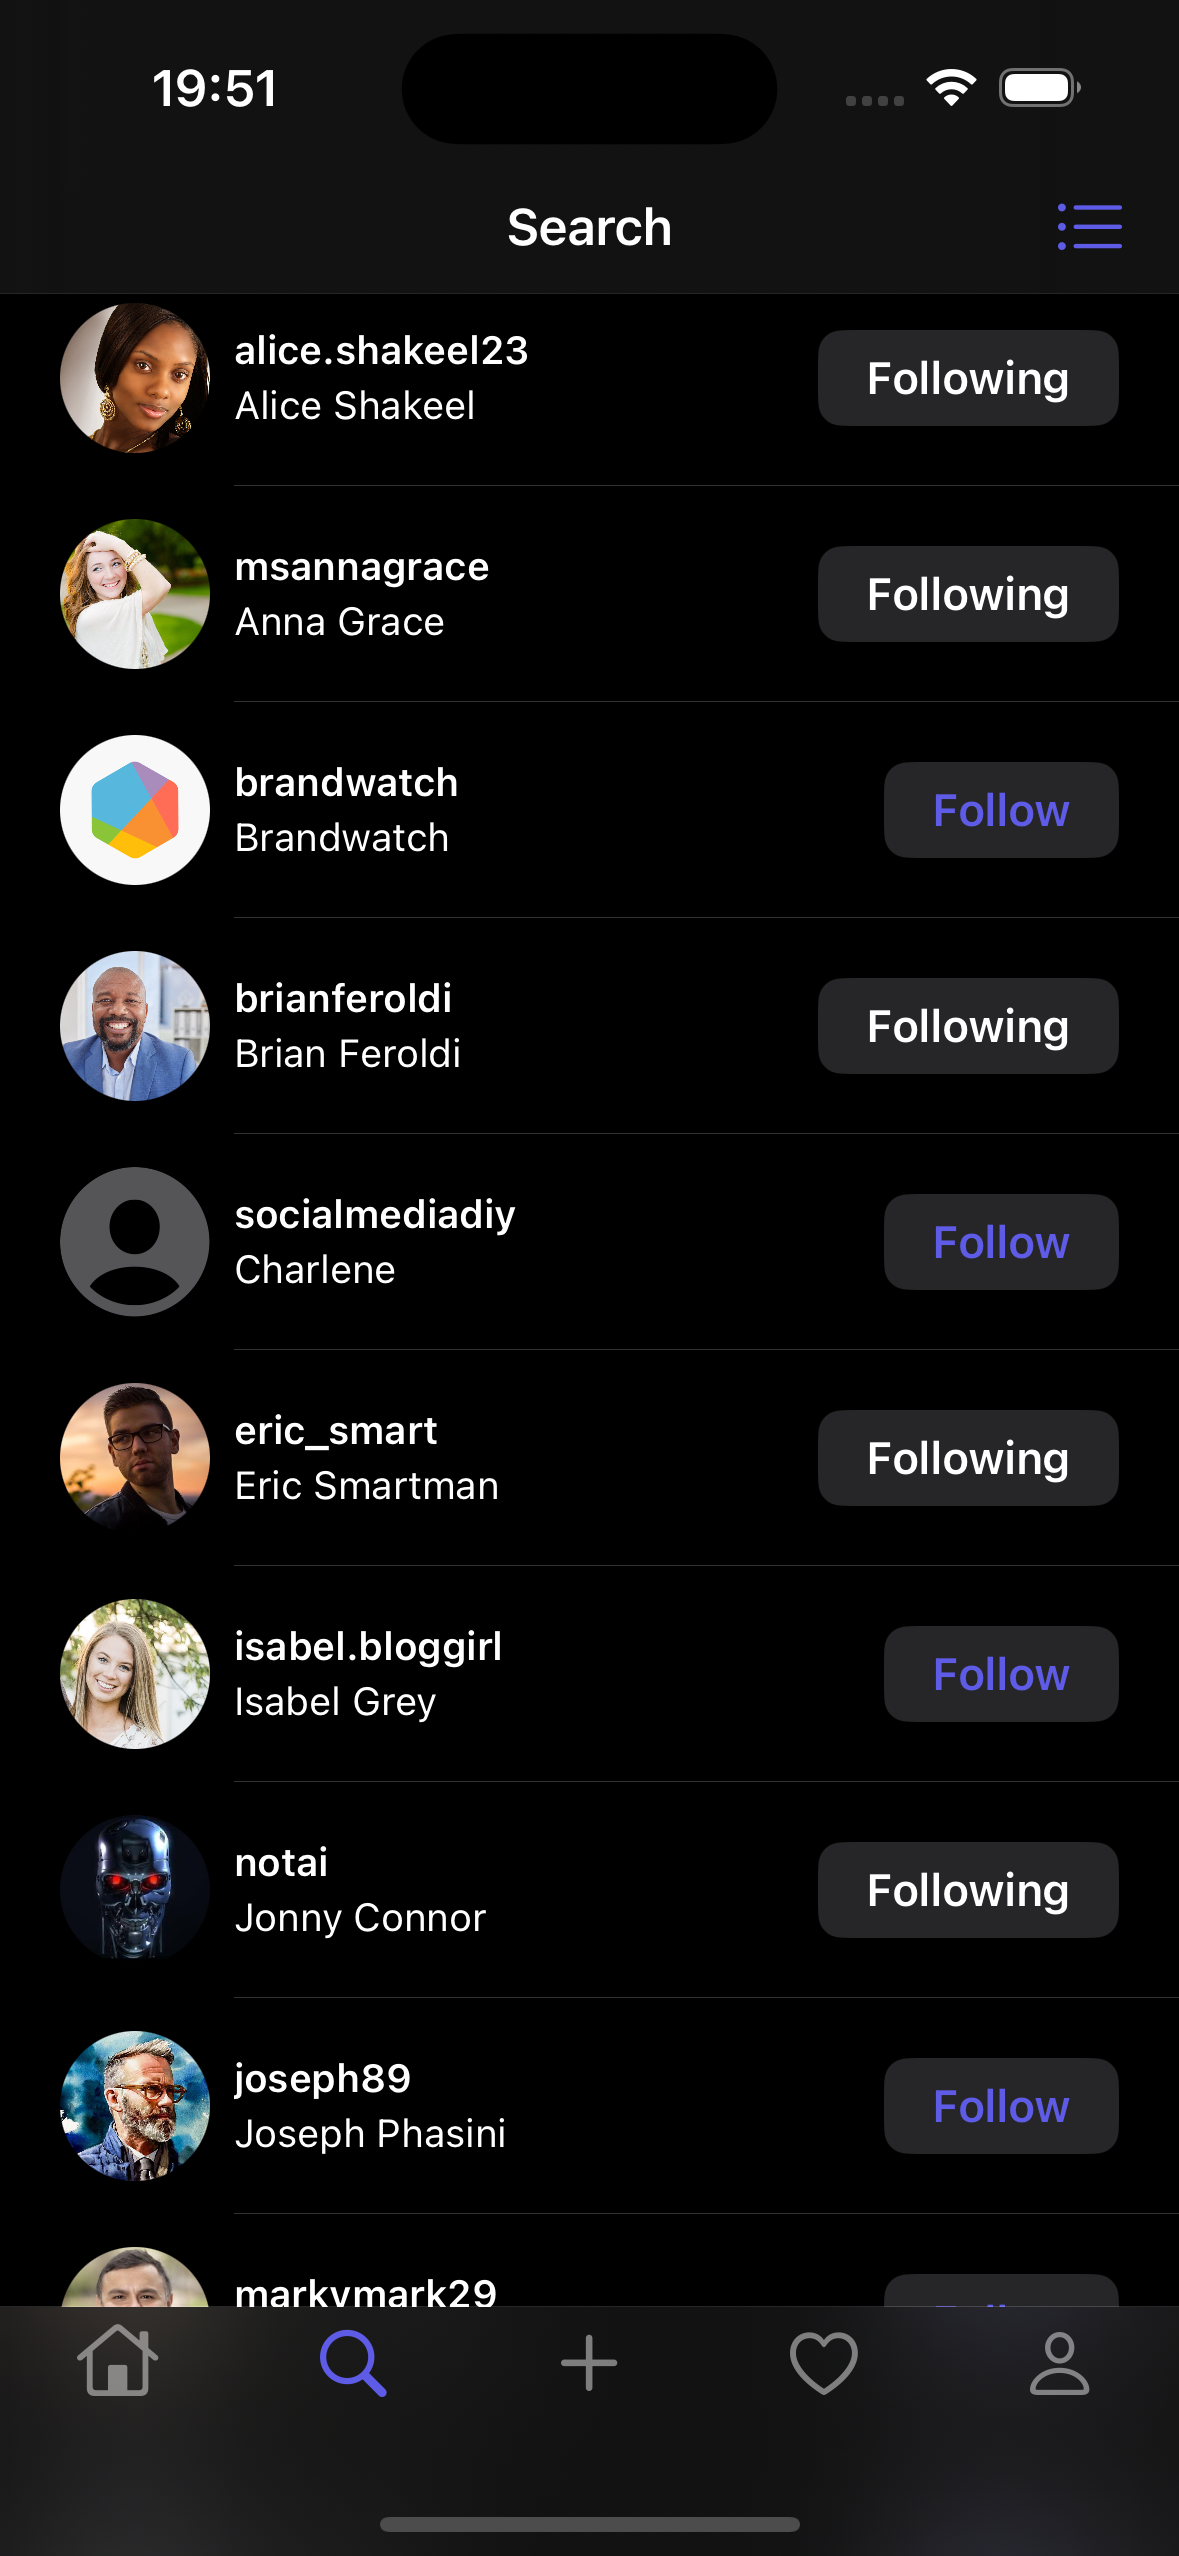 19:51
Search
alice.shakeel23
Alice Shakeel
Following
msannagrace
Anna Grace
Following
brandwatch
Brandwatch
Follow
brianferoldi
Brian Feroldi
Following
socialmediadiy
Charlene
Follow
eric_smart
Eric Smartman
Following
isabel.bloggirl
Isabel Grey
Follow
notai
Jonny Connor
Following
joseph89
Joseph Phasini
Follow
markymark29